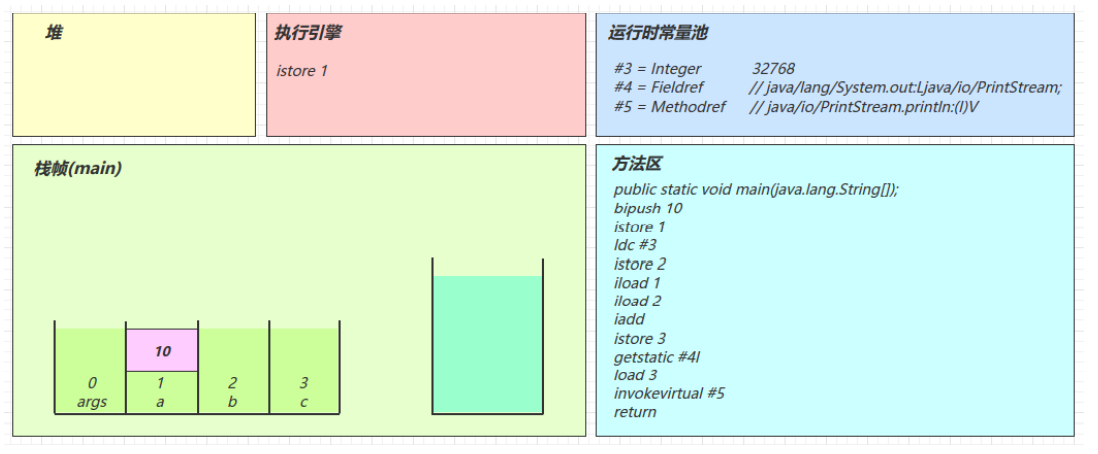 堆
执行引擎
istore 1
运行时常量池
#3 = Integer 32768
#4 = Fieldref // java/lang/System.out:Ljava/io/PrintStream;
#5 = Methodref // java/io/PrintStream.println:(I)V
栈帧(main)
10
0 1 2 3
args a b c
方法区
public static void main(java.lang.String[]);
bipush 10
istore 1
ldc #3
istore 2
iload 1
iload 2
iadd
istore 3
getstatic #4I
load 3
invokevirtual #5
return